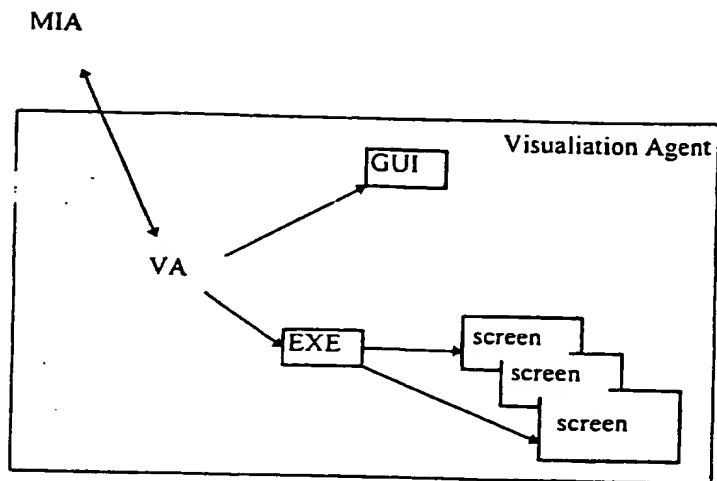 MIA
Visualiation Agent
GUI
VA
EXE
screen
screen
screen